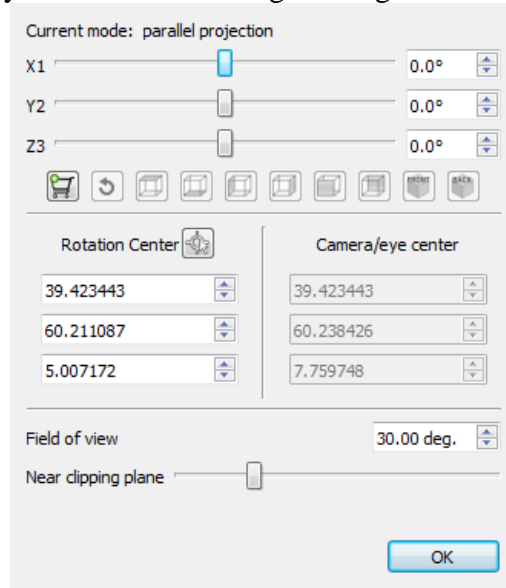 Current mode: parallel projection
X1 0.0°
Y2 0.0°
Z3 0.0°
FRONT BACK
Rotation Center Camera/eye center
39.423443 39.423443
60.211087 60.238426
5.007172 7.759748
Field of view 30.00 deg.
Near clipping plane
OK